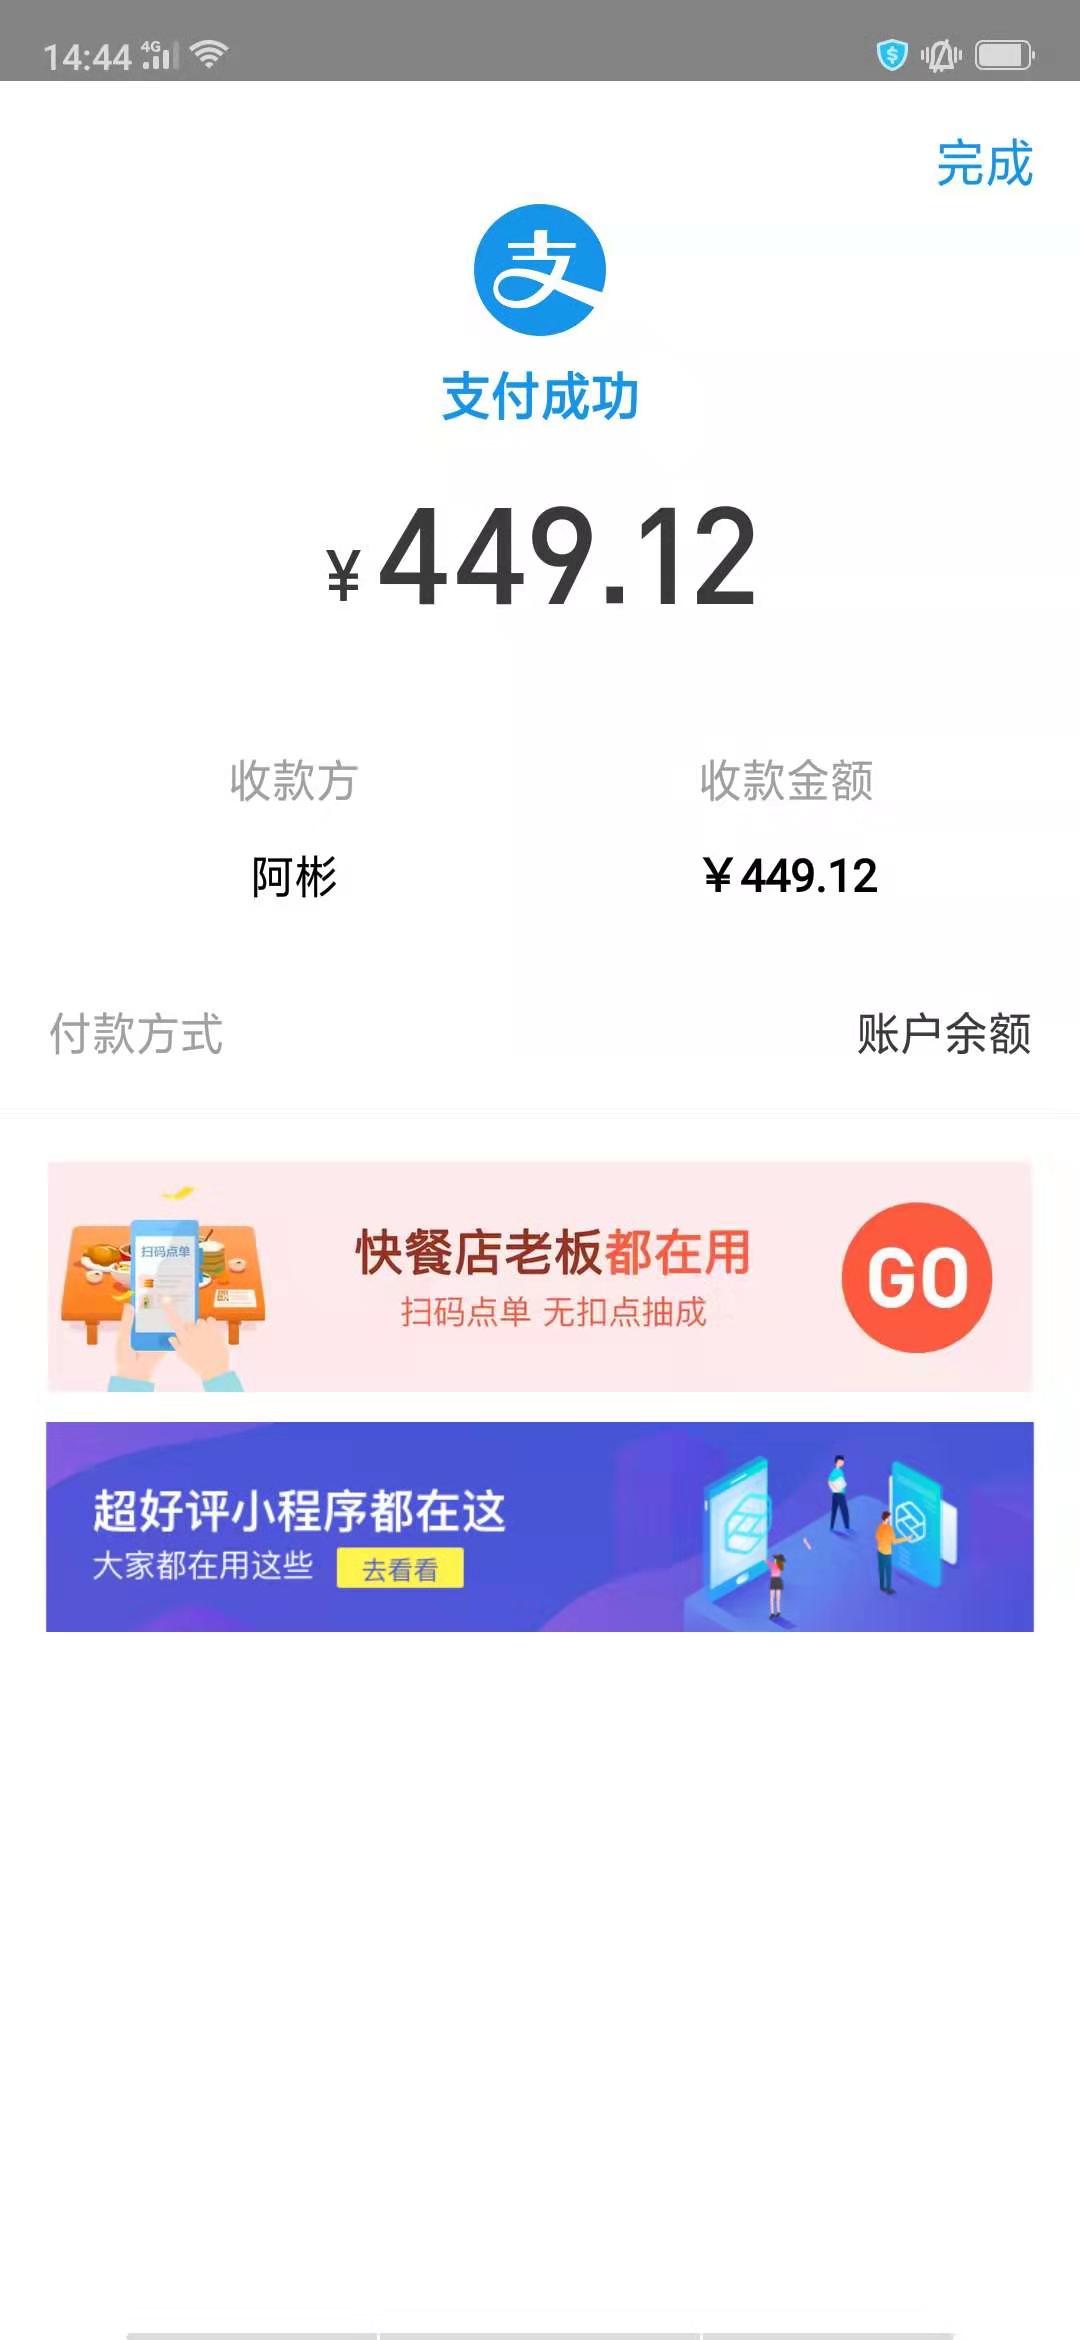 14:44 4G
完成
支
支付成功
¥449.12
收款方 收款金额
阿彬 ¥449.12
付款方式 账户余额
扫码点单
快餐店老板都在用
扫码点单 无扣点抽成
GO
超好评小程序都在这
大家都在用这些 去看看